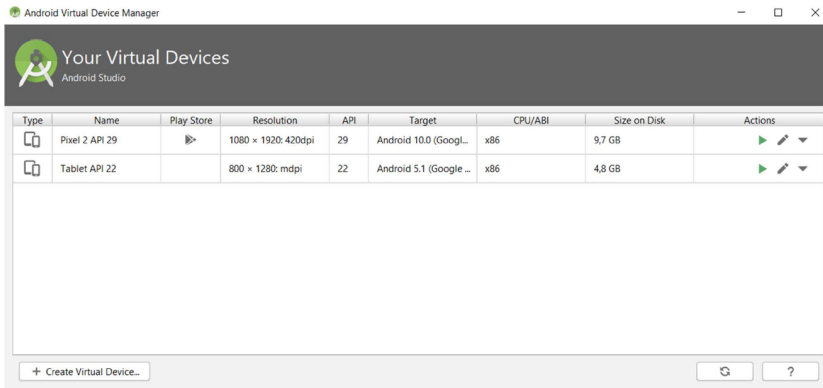 Android Virtual Device Manager
Your Virtual Devices
Android Studio
Type Name Play Store Resolution API Target CPU/ABI Size on Disk Actions
Pixel 2 API 29 1080 × 1920: 420dpi 29 Android 10.0 (Googl... x86 9,7 GB
Tablet API 22 800 × 1280: mdpi 22 Android 5.1 (Google ... x86 4,8 GB
+ Create Virtual Device... ?